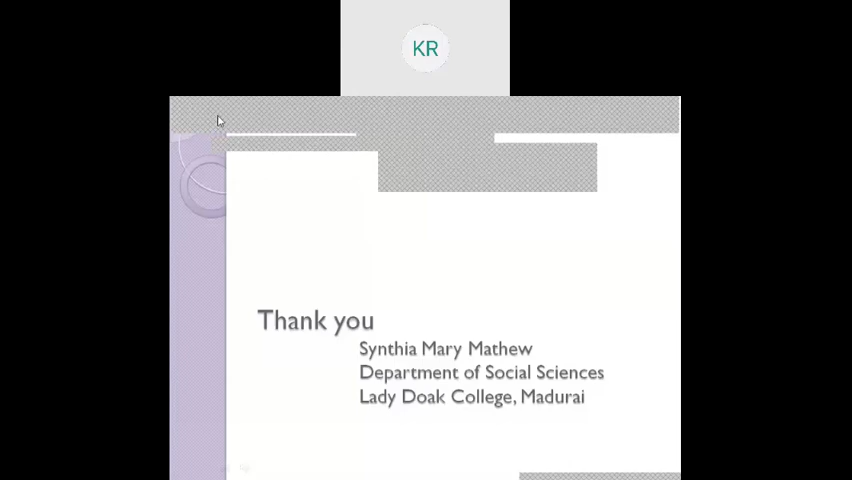 KR
Thank you
Synthia Mary Mathew
Department of Social Sciences
Lady Doak College, Madurai